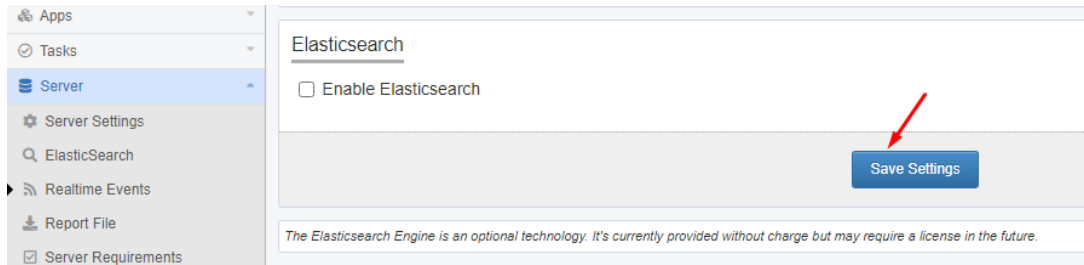 Apps
Tasks
Server
Server Settings
ElasticSearch
Realtime Events
Report File
Server Requirements
Elasticsearch
Enable Elasticsearch
Save Settings
The Elasticsearch Engine is an optional technology. It's currently provided without charge but may require a license in the future.